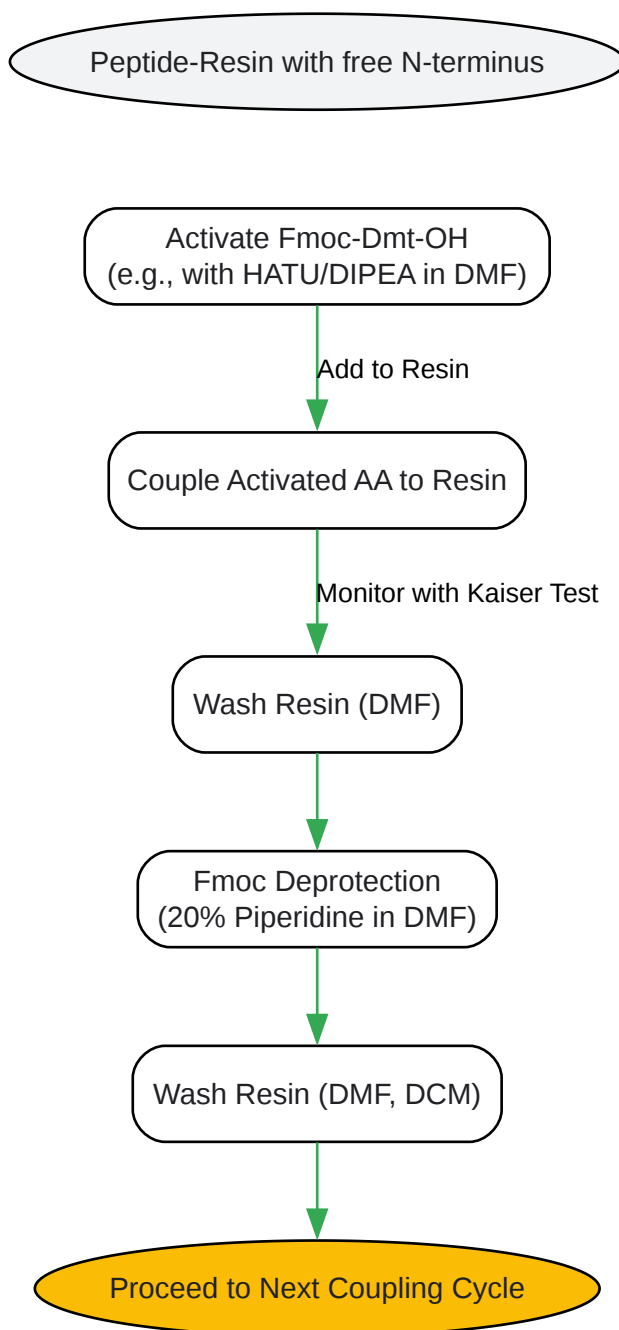 Peptide-Resin with free N-terminus
Activate Fmoc-Dmt-OH
(e.g., with HATU/DIPEA in DMF)
Add to Resin
Couple Activated AA to Resin
Monitor with Kaiser Test
Wash Resin (DMF)
Fmoc Deprotection
(20% Piperidine in DMF)
Wash Resin (DMF, DCM)
Proceed to Next Coupling Cycle